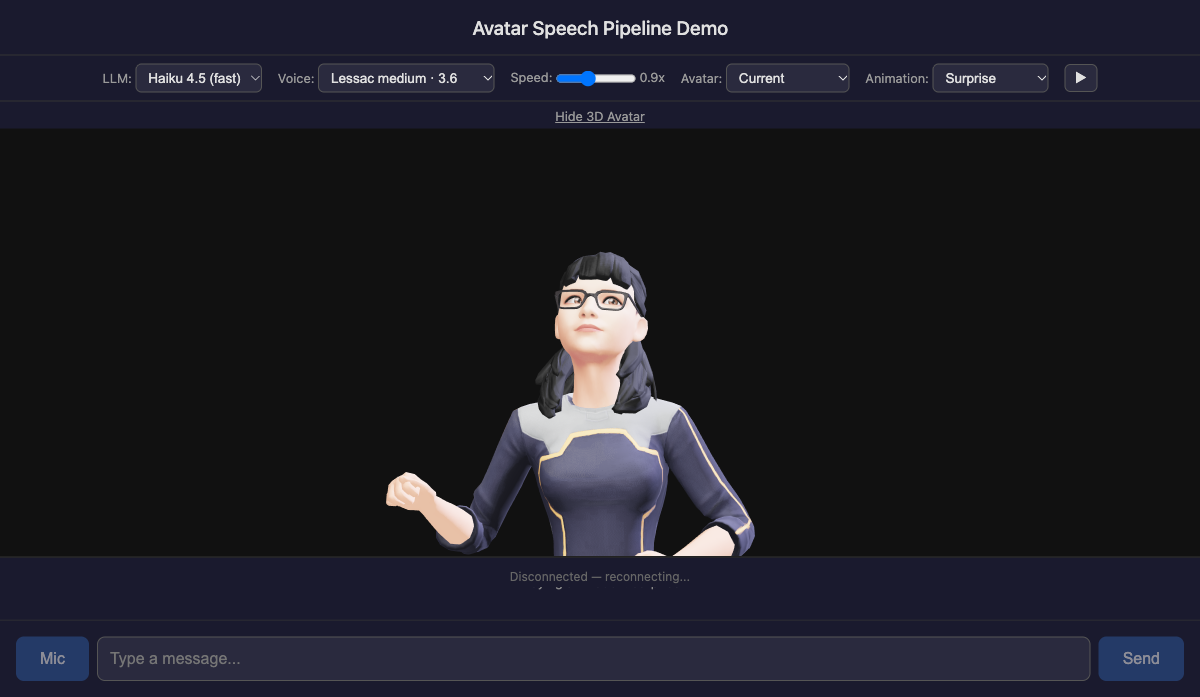 Avatar Speech Pipeline Demo
LLM: Haiku 4.5 (fast) Voice: Lessac medium · 3.6 Speed: 0.9x Avatar: Current Animation: Surprise
Hide 3D Avatar
Disconnected — reconnecting...
Mic Type a message... Send